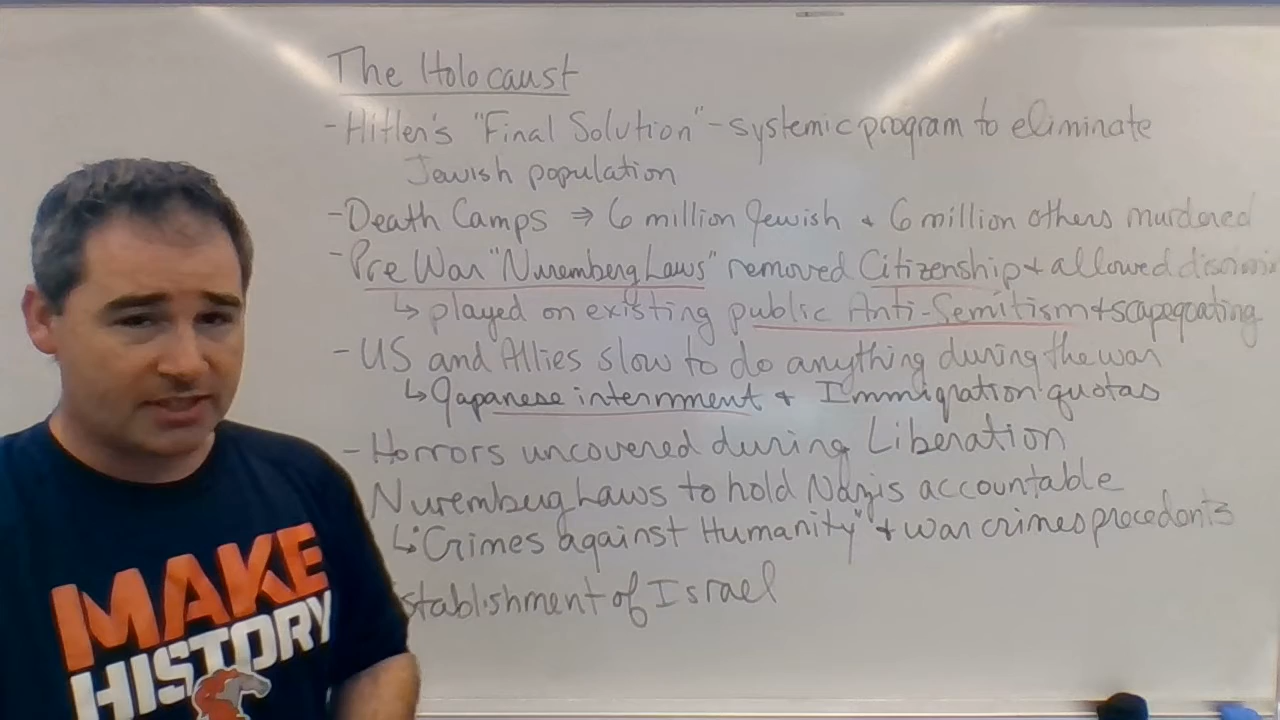 The Holocaust
- Hitler's "Final Solution" - systemic program to eliminate
Jewish population
- Death Camps ⇒ 6 million Jewish + 6 million others murdered
- Pre War "Nuremberg Laws" removed Citizenship + allowed discrimi
↳ played on existing public Anti-Semitism + scapegoating
- US and Allies slow to do anything during the war
↳ Japanese internment + Immigration quotas
- Horrors uncovered during Liberation
Nuremburg Laws to hold Nazis accountable
↳ "Crimes against Humanity" + war crimes precedents
stablishment of Israel
MAKE
HISTORY